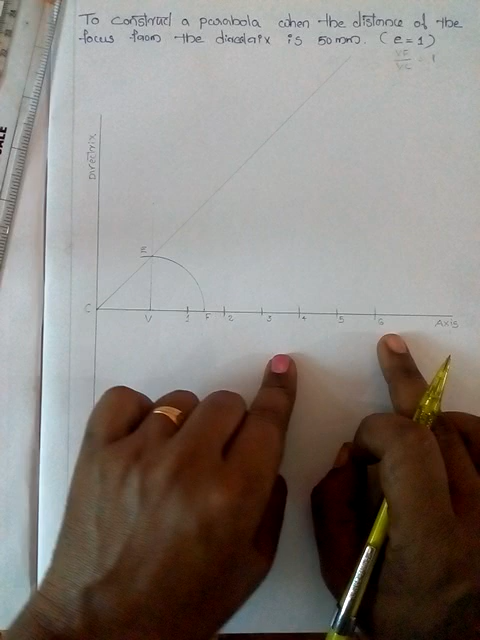 To construct a parabola when the distance of the
focus from the directrix is 50mm. (e=1)
VF/VC = 1
Directrix
E
C V 1 F 2 3 4 5 6 Axis